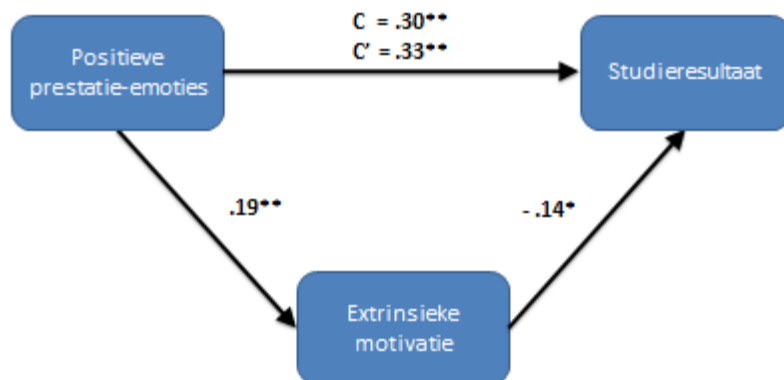 C = .30**
C' = .33**
Positieve
prestatie-emoties
Studieresultaat
.19**
- .14*
Extrinsieke
motivatie